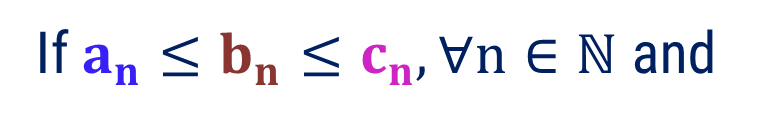 If aₙ ≤ bₙ ≤ cₙ, ∀n ∈ ℕ and